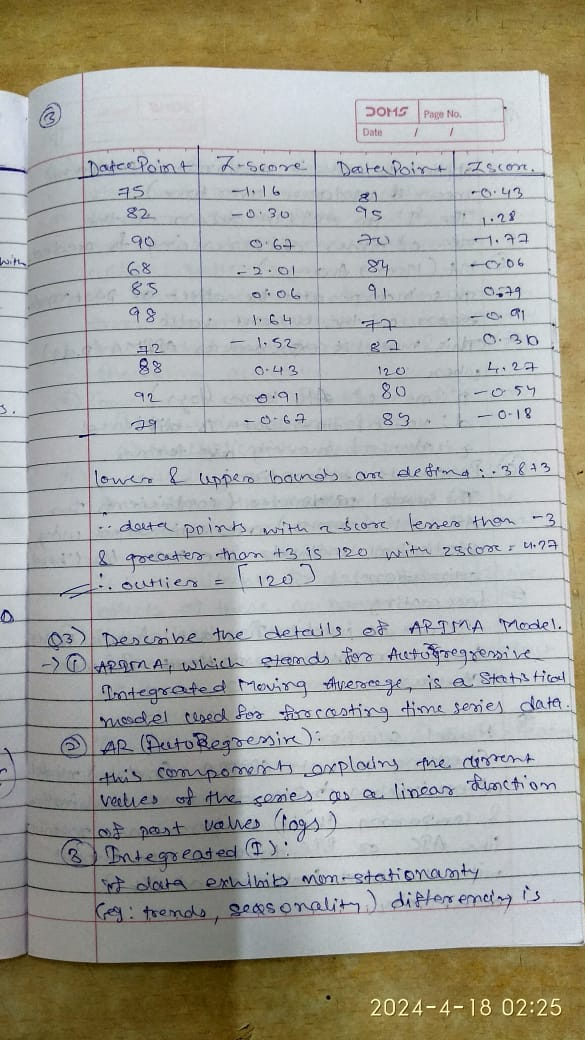 3
DOMS Page No.
Date / /
DateePoint Z-score Date Point Z score.
75 -1.16 81 -0.43
82 -0.30 95 1.28
90 0.67 70 -1.77
68 -2.01 84 -0.06
85 0.06 91 0.79
98 1.64 77 -0.91
72 -1.52 87 0.30
88 0.43 120 4.27
92 0.91 80 -0.54
79 -0.67 83 -0.18
lower & upper bounds are defind : -3 & +3
∴ data points with z-score lesser than -3
& greater than +3 is 120 with zscore = 4.27
∴ outlier = [120]
Q3) Describe the details of ARIMA Model.
-> ① ARIMA, which stands for AutoRegressive
Integrated Moving Average, is a statistical
model used for forcasting time series data.
② AR (AutoRegressive):
this component explains the current
values of the series as a linear function
of past values (lags)
③ Integreated (I):
if data exhibits non-stationarity
(eg: trends, seasonality) differencing is
with
s.
2024-4-18 02:25